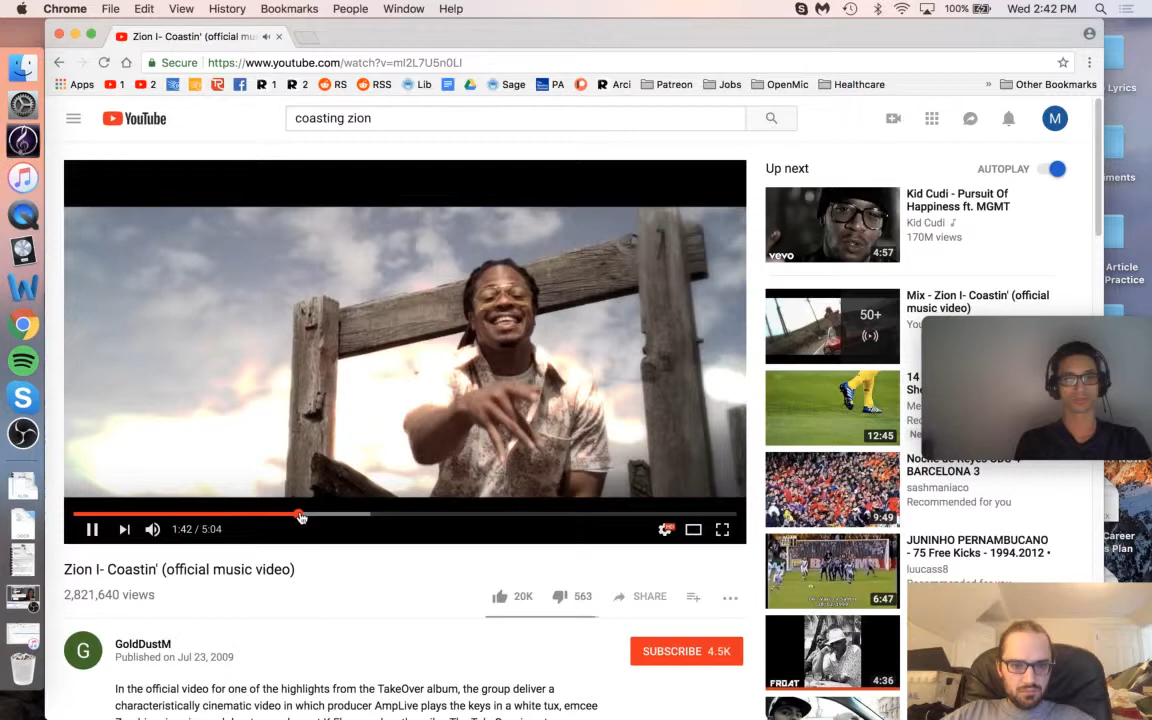 Chrome File Edit View History Bookmarks People Window Help 100% Wed 2:42 PM
Zion I- Coastin' (official mu
Secure https://www.youtube.com/watch?v=mI2L7U5n0LI
Apps 1 2 R 1 R 2 RS RSS Lib Sage PA Arci Patreon Jobs OpenMic Healthcare » Other Bookmarks
Lyrics
YouTube
coasting zion
M
Up next
AUTOPLAY
Kid Cudi - Pursuit Of
Happiness ft. MGMT
Kid Cudi
170M views
vevo
4:57
Mix - Zion I- Coastin' (official
music video)
You
50+
14
Sho
Me
Rec
Ne
12:45
BARCELONA 3
sashmaniaco
Recommended for you
9:49
JUNINHO PERNAMBUCANO
- 75 Free Kicks - 1994.2012 •
luucass8
6:47
4:36
Article
Practice
Career
s Plan
1:42 / 5:04
Zion I- Coastin' (official music video)
2,821,640 views
20K 563 SHARE
G
GoldDustM
Published on Jul 23, 2009
SUBSCRIBE 4.5K
In the official video for one of the highlights from the TakeOver album, the group deliver a
characteristically cinematic video in which producer AmpLive plays the keys in a white tux, emcee